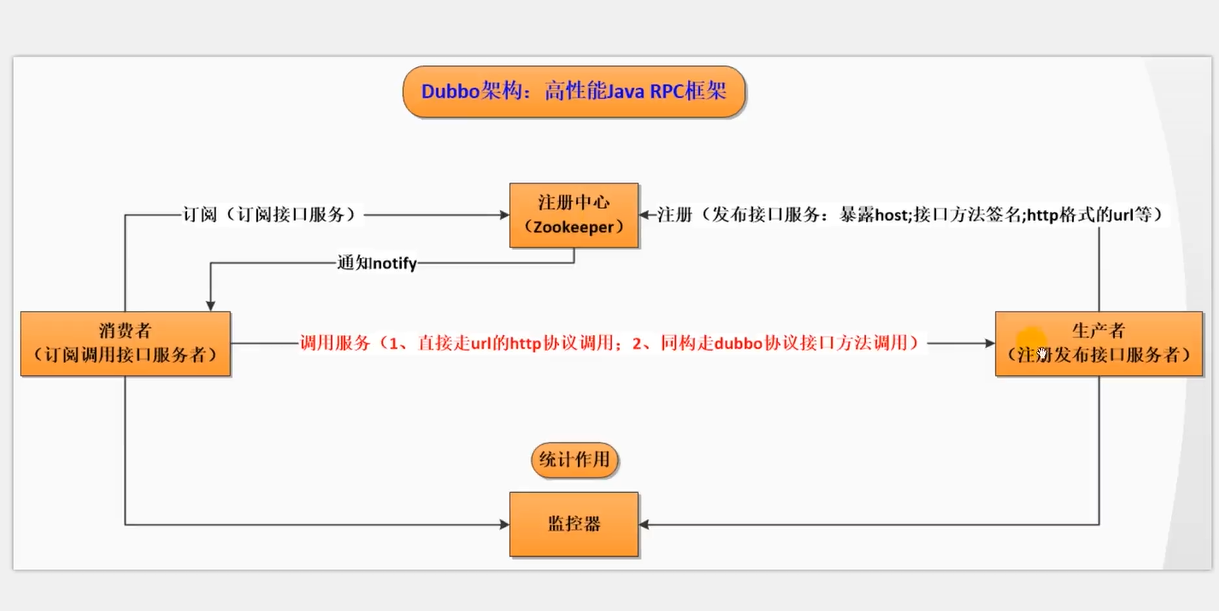 Dubbo架构：高性能Java RPC框架
注册中心
（Zookeeper）
订阅（订阅接口服务）
注册（发布接口服务：暴露host;接口方法签名;http格式的url等）
通知notify
消费者
（订阅调用接口服务者）
调用服务（1、直接走url的http协议调用；2、同构走dubbo协议接口方法调用）
生产者
（注册发布接口服务者）
统计作用
监控器